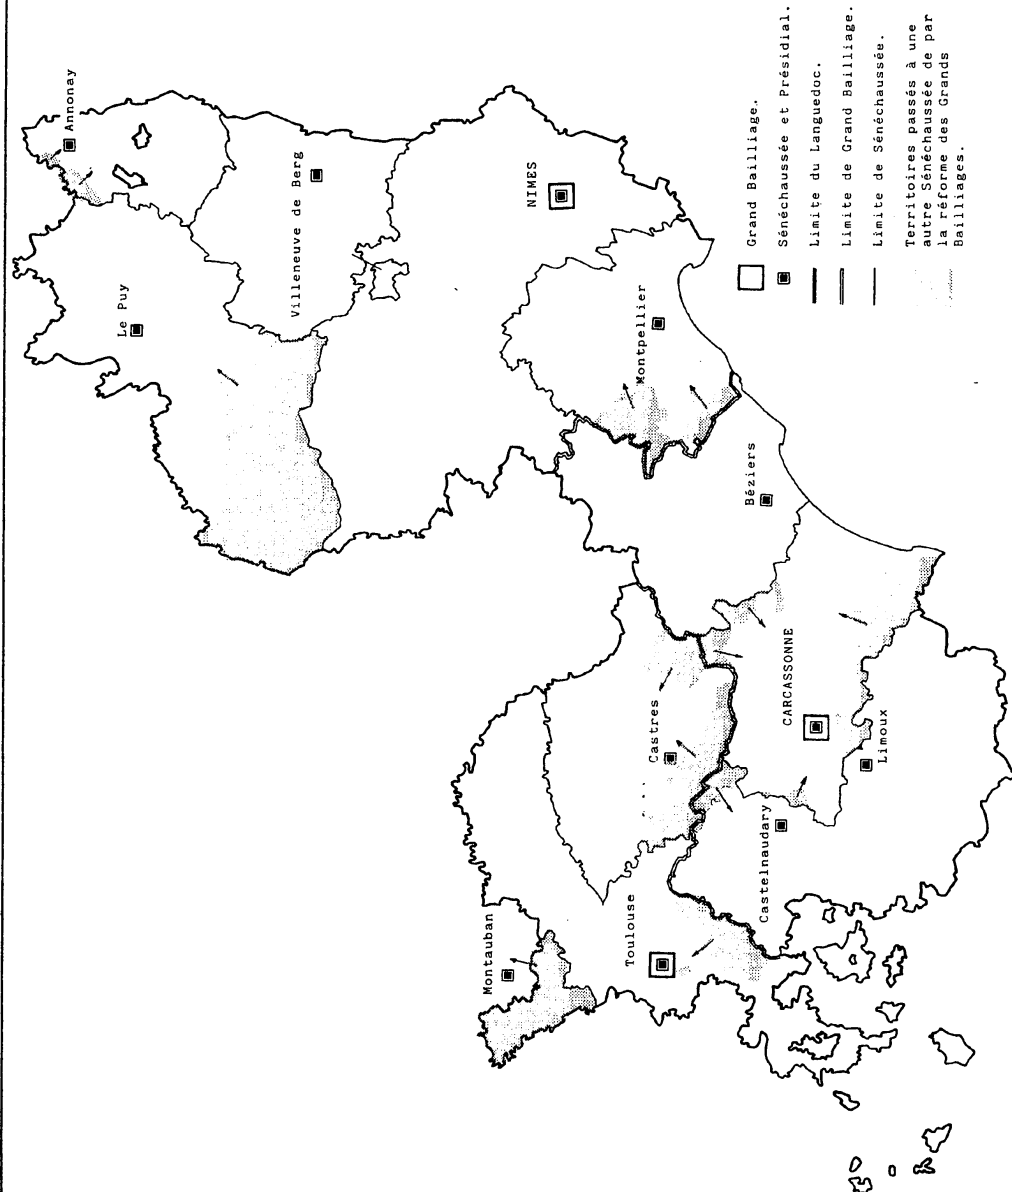 Annonay
Le Puy
Villeneuve de Berg
NIMES
Montpellier
Béziers
CARCASSONNE
Limoux
Castres
Castelnaudary
Toulouse
Montauban
Grand Bailliage.
Sénéchaussée et Présidial.
Limite du Languedoc.
Limite de Grand Bailliage.
Limite de Sénéchaussée.
Territoires passés à une
autre Sénéchaussée de par
la réforme des Grands
Bailliages.